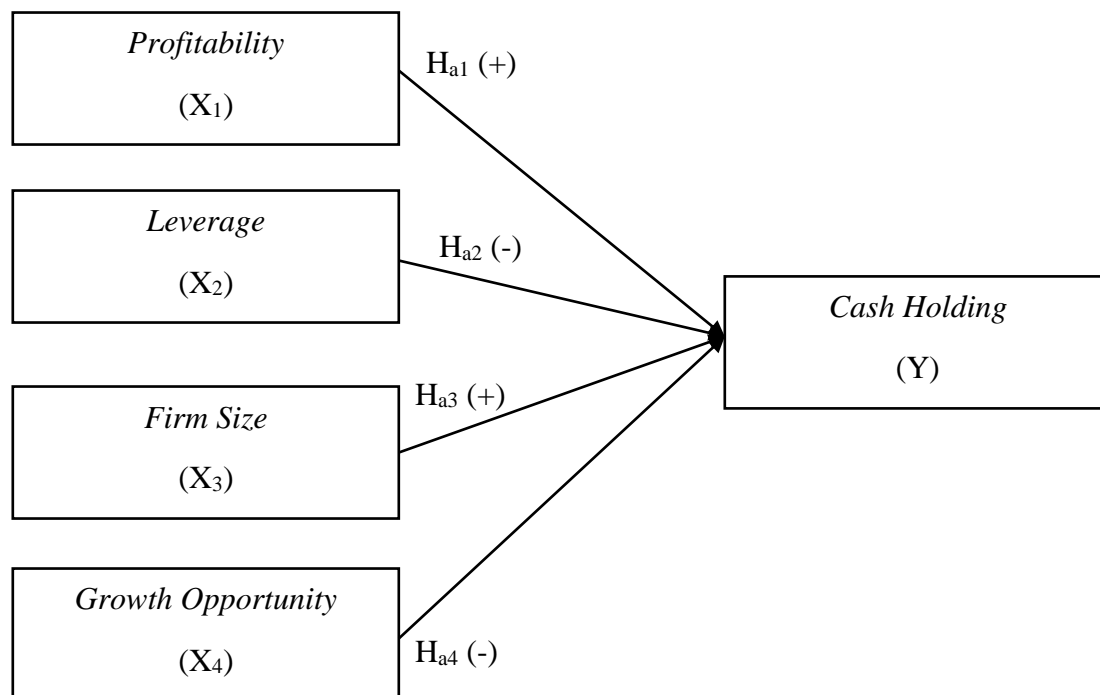 Profitability
(X1)
Ha1 (+)
Leverage
(X2)
Ha2 (-)
Cash Holding
(Y)
Firm Size
(X3)
Ha3 (+)
Growth Opportunity
(X4)
Ha4 (-)